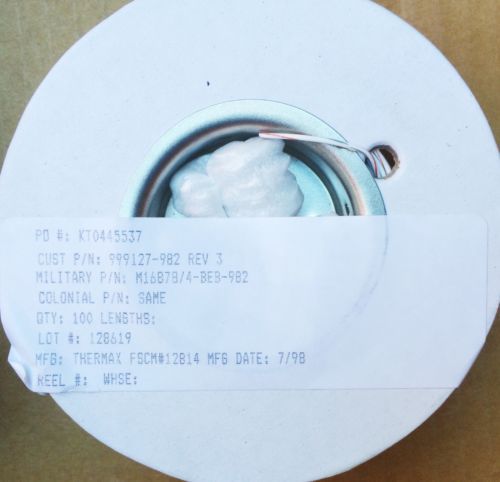 PO #: KT0445537
CUST P/N: 999127-982 REV 3
MILITARY P/N: M16878/4-BEB-982
COLONIAL P/N: SAME
QTY: 100 LENGTHS:
LOT #: 128619
MFG: THERMAX FSCM#12814 MFG DATE: 7/98
REEL #: WHSE: